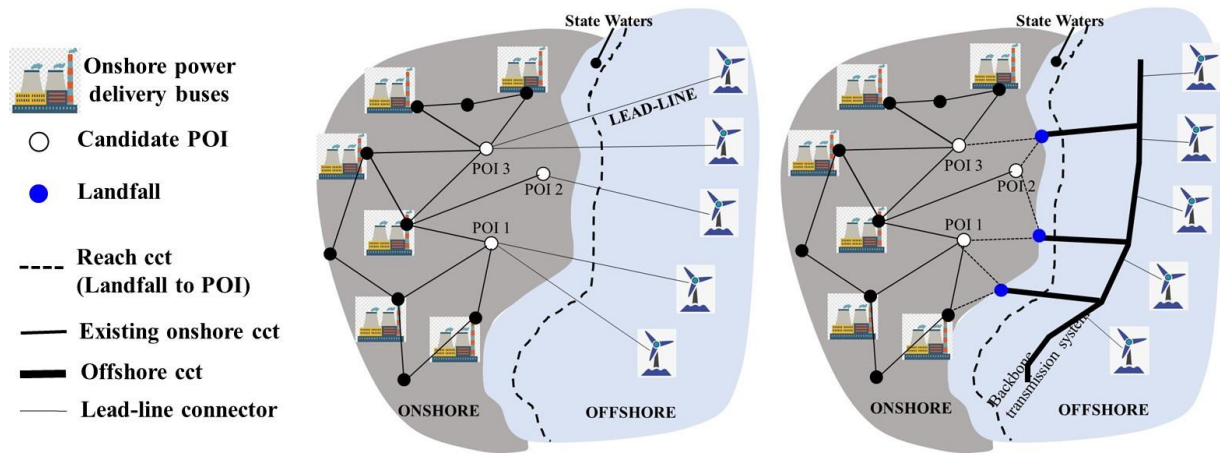 Onshore power
delivery buses
Candidate POI
Landfall
Reach cct
(Landfall to POI)
Existing onshore cct
Offshore cct
Lead-line connector
State Waters
LEAD-LINE
POI 3
POI 2
POI 1
ONSHORE
OFFSHORE
State Waters
POI 3
POI 2
POI 1
Backbone
transmission system
ONSHORE
OFFSHORE